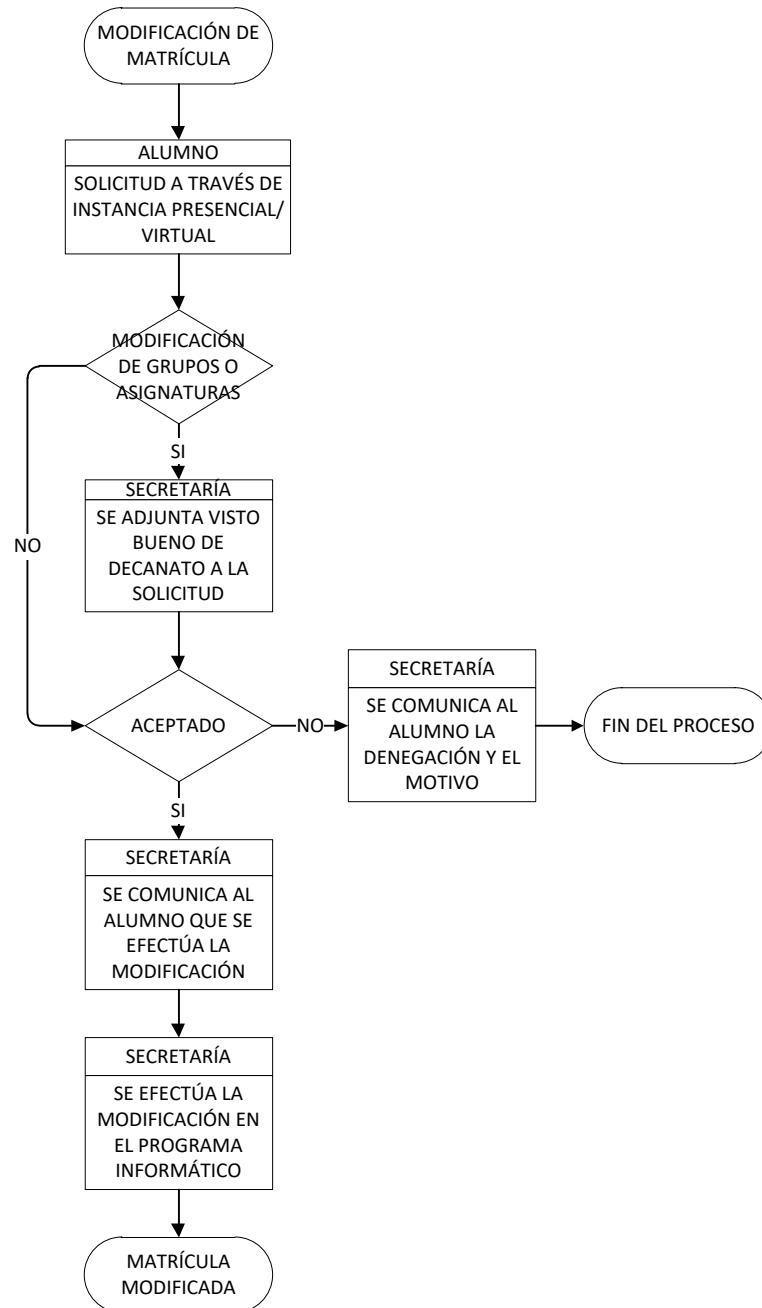 MODIFICACIÓN DE
MATRÍCULA
ALUMNO
SOLICITUD A TRAVÉS DE
INSTANCIA PRESENCIAL/
VIRTUAL
MODIFICACIÓN
DE GRUPOS O
ASIGNATURAS
SI
SECRETARÍA
SE ADJUNTA VISTO
BUENO DE
DECANATO A LA
SOLICITUD
NO
ACEPTADO
NO
SECRETARÍA
SE COMUNICA AL
ALUMNO LA
DENEGACIÓN Y EL
MOTIVO
FIN DEL PROCESO
SI
SECRETARÍA
SE COMUNICA AL
ALUMNO QUE SE
EFECTÚA LA
MODIFICACIÓN
SECRETARÍA
SE EFECTÚA LA
MODIFICACIÓN EN
EL PROGRAMA
INFORMÁTICO
MATRÍCULA
MODIFICADA